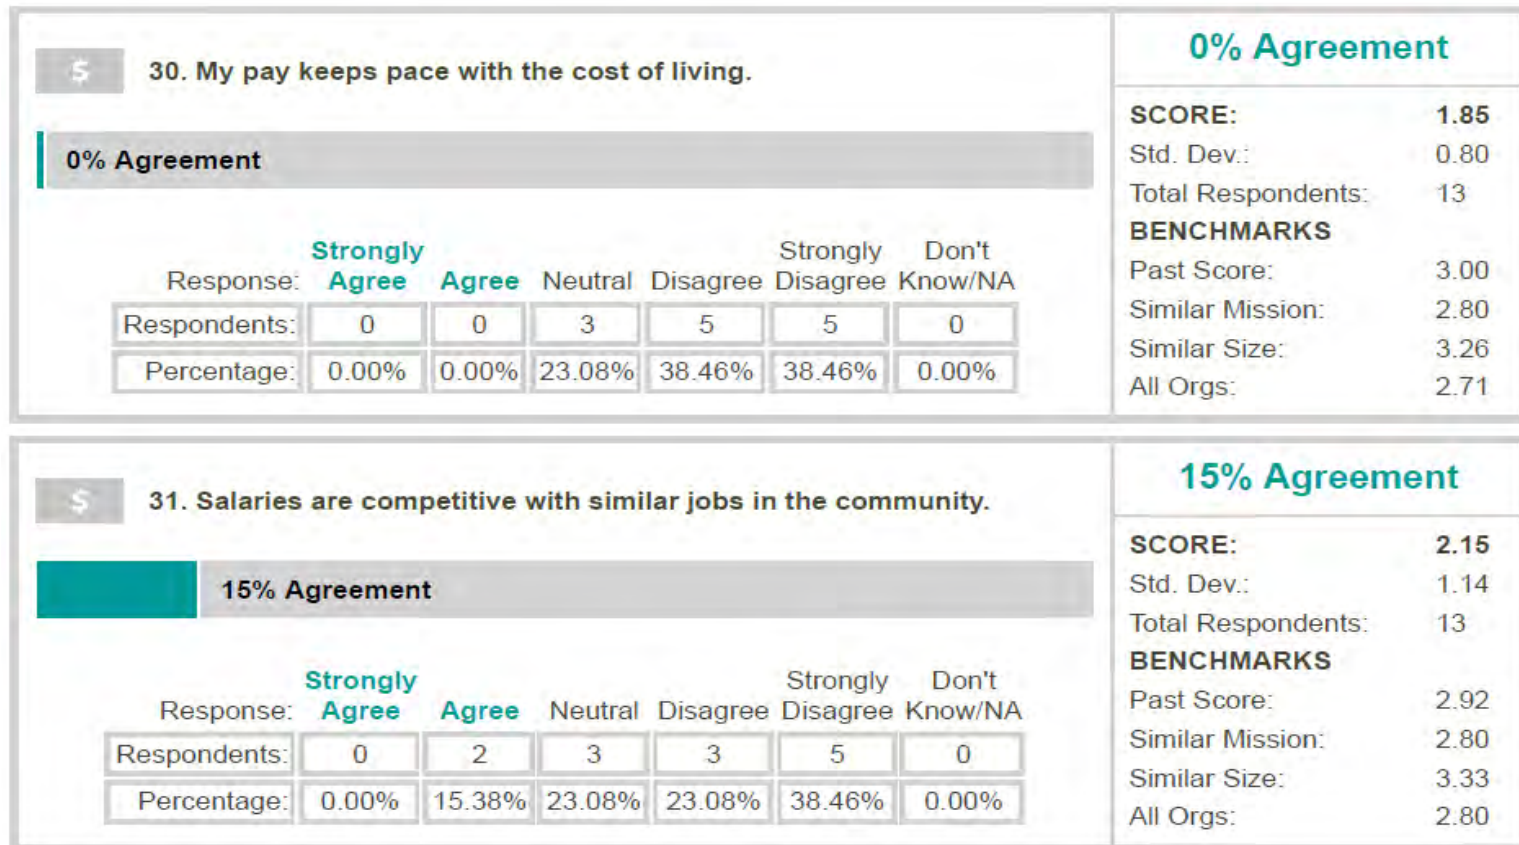 $ 30. My pay keeps pace with the cost of living.
0% Agreement
Strongly Strongly Don't
Response: Agree Agree Neutral Disagree Disagree Know/NA
Respondents: 0 0 3 5 5 0
Percentage: 0.00% 0.00% 23.08% 38.46% 38.46% 0.00%
0% Agreement
SCORE: 1.85
Std. Dev.: 0.80
Total Respondents: 13
BENCHMARKS
Past Score: 3.00
Similar Mission: 2.80
Similar Size: 3.26
All Orgs: 2.71
$ 31. Salaries are competitive with similar jobs in the community.
15% Agreement
Strongly Strongly Don't
Response: Agree Agree Neutral Disagree Disagree Know/NA
Respondents: 0 2 3 3 5 0
Percentage: 0.00% 15.38% 23.08% 23.08% 38.46% 0.00%
15% Agreement
SCORE: 2.15
Std. Dev.: 1.14
Total Respondents: 13
BENCHMARKS
Past Score: 2.92
Similar Mission: 2.80
Similar Size: 3.33
All Orgs: 2.80